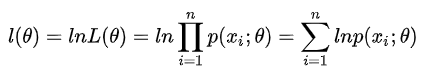 l(θ) = lnL(θ) = ln ∏_{i=1}^{n} p(x_i; θ) = ∑_{i=1}^{n} lnp(x_i; θ)